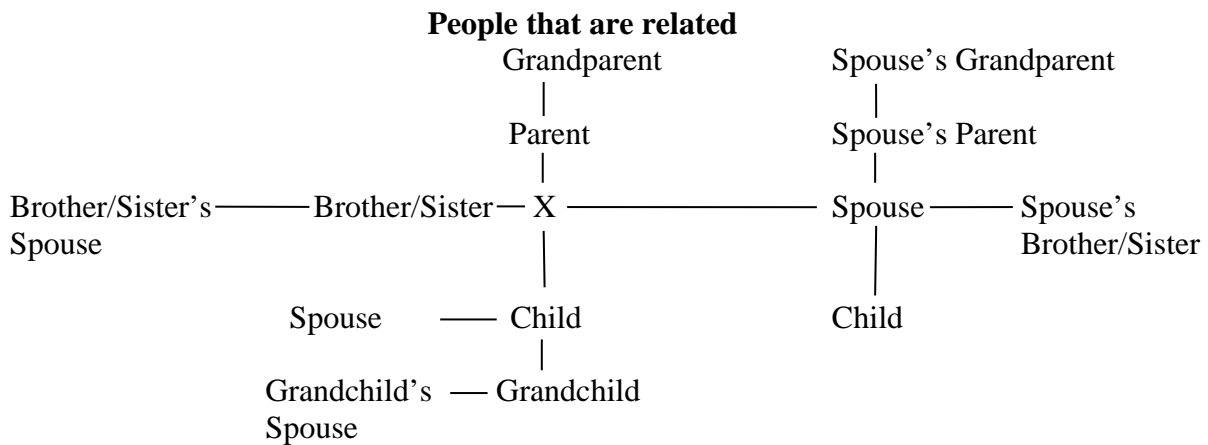 People that are related
Grandparent Spouse’s Grandparent
Parent Spouse’s Parent
Brother/Sister’s Brother/Sister X Spouse Spouse’s
Spouse Brother/Sister
Spouse Child Child
Grandchild’s Grandchild
Spouse